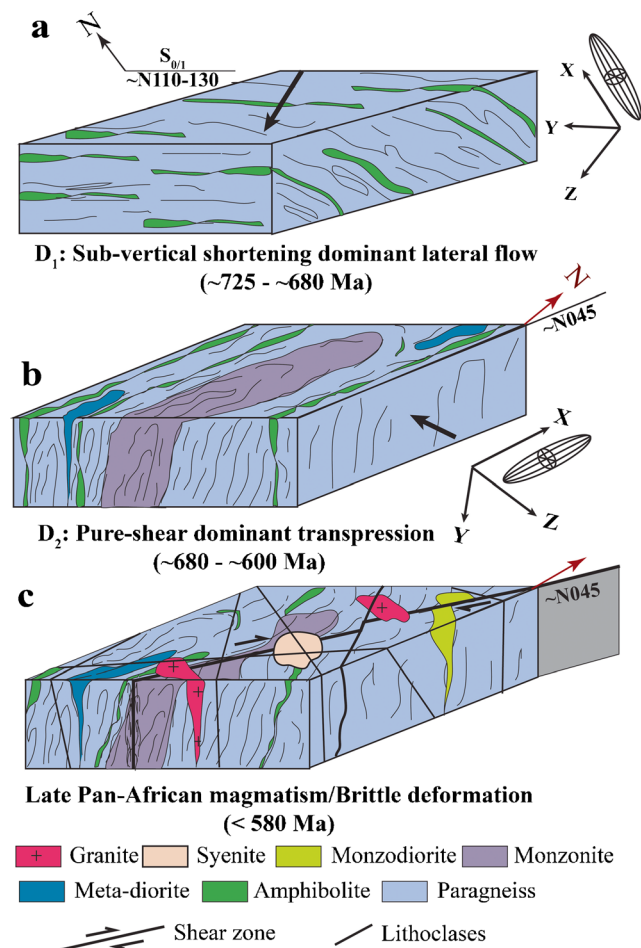 a
N
S0/1
~N110-130
X
Y
Z
D1: Sub-vertical shortening dominant lateral flow
(~725 - ~680 Ma)
b
N
~N045
X
Y
Z
D2: Pure-shear dominant transpression
(~680 - ~600 Ma)
c
~N045
Late Pan-African magmatism/Brittle deformation
(< 580 Ma)
Granite Syenite Monzodiorite Monzonite
Meta-diorite Amphibolite Paragneiss
Shear zone Lithoclases